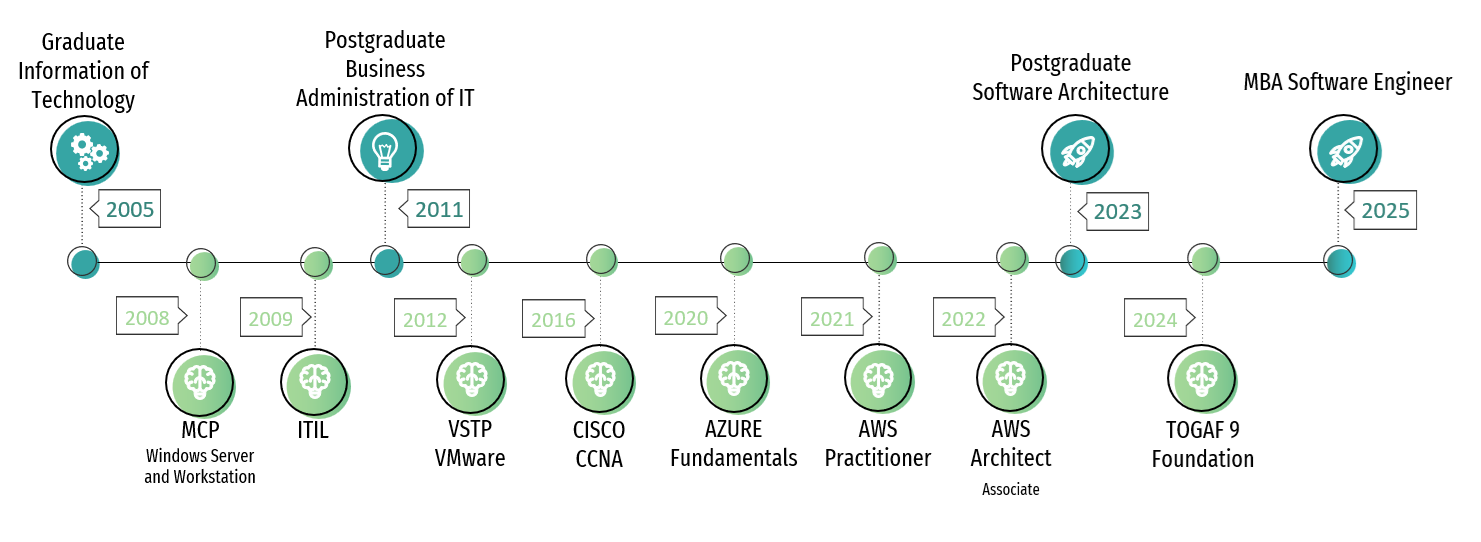 Graduate
Information of
Technology
2005
Postgraduate
Business
Administration of IT
2011
Postgraduate
Software Architecture
2023
MBA Software Engineer
2025
2008
MCP
Windows Server
and Workstation
2009
ITIL
2012
VSTP
VMware
2016
CISCO
CCNA
2020
AZURE
Fundamentals
2021
AWS
Practitioner
2022
AWS
Architect
Associate
2024
TOGAF 9
Foundation